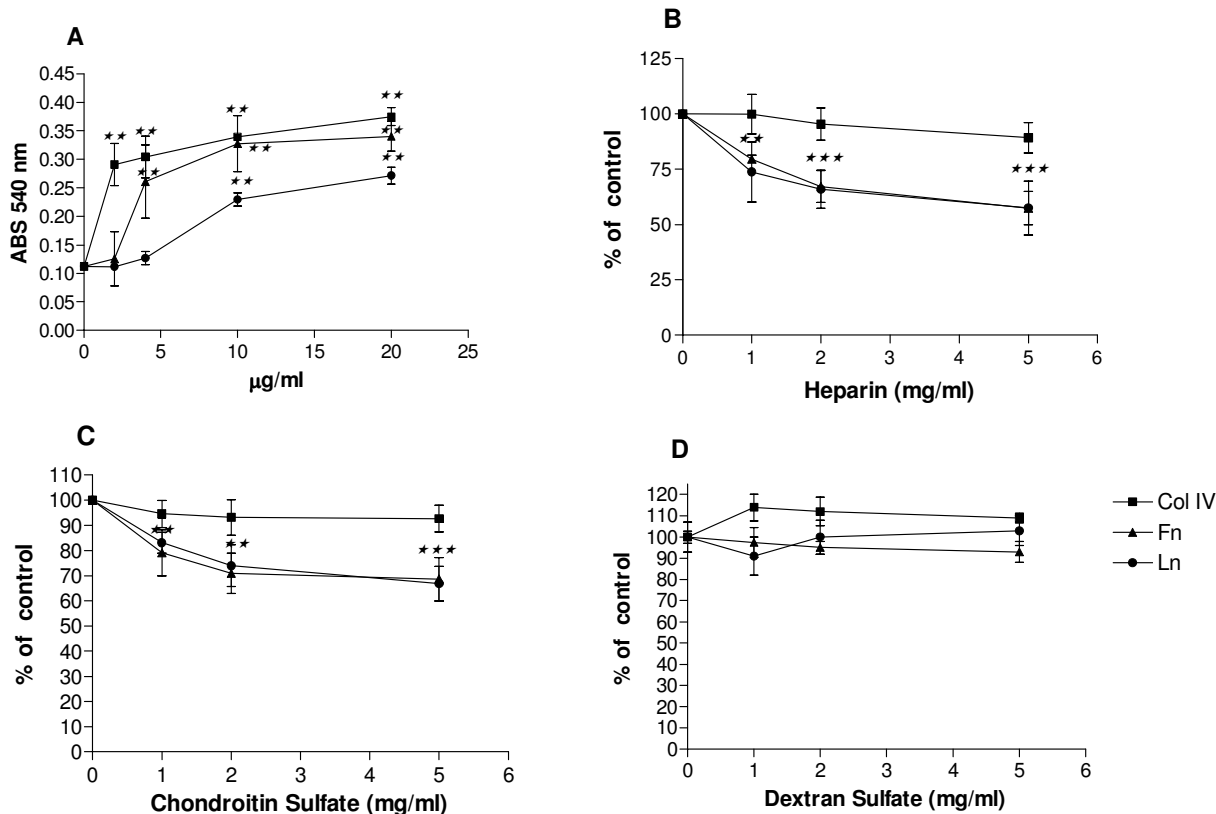 A
ABS 540 nm
0.45
0.40
0.35
0.30
0.25
0.20
0.15
0.10
0.05
0.00
0 5 10 15 20 25
μg/ml
★★ ★★ ★★ ★★
★★ ★★ ★★
★★ ★★
B
% of control
125
100
75
50
25
0
0 1 2 3 4 5 6
Heparin (mg/ml)
★★ ★★★ ★★★
C
% of control
110
100
90
80
70
60
50
40
30
20
10
0
0 1 2 3 4 5 6
Chondroitin Sulfate (mg/ml)
★★ ★★ ★★★
D
% of control
120
110
100
90
80
70
60
50
40
30
20
10
0
0 1 2 3 4 5 6
Dextran Sulfate (mg/ml)
Col IV
Fn
Ln